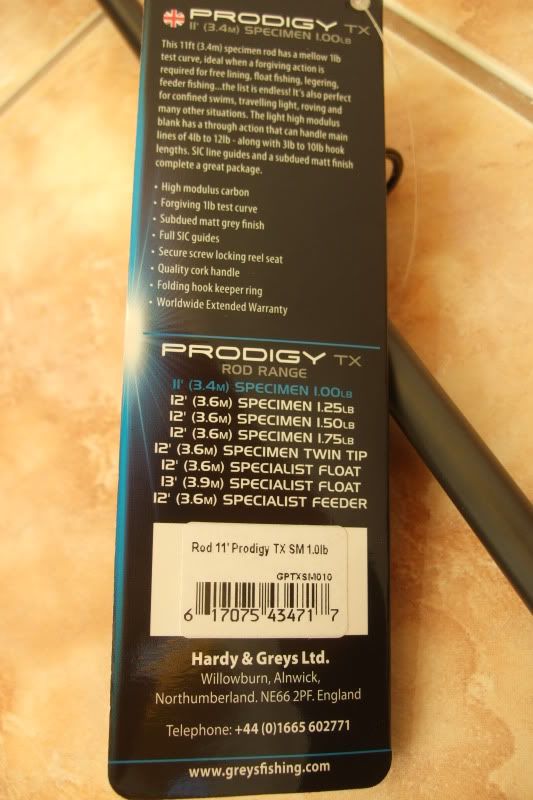 PRODIGY TX
11' (3.4M) SPECIMEN 1.00LB
This 11ft (3.4m) specimen rod has a mellow 1lb
test curve, ideal when a forgiving action is
required for free lining, float fishing, legering,
feeder fishing...the list is endless! It's also perfect
for confined swims, travelling light, roving and
many other situations. The light high modulus
blank has a through action that can handle main
lines of 4lb to 12lb - along with 3lb to 10lb hook
lengths. SIC line guides and a subdued matt finish
complete a great package.
• High modulus carbon
• Forgiving 1lb test curve
• Subdued matt grey finish
• Full SIC guides
• Secure screw locking reel seat
• Quality cork handle
• Folding hook keeper ring
• Worldwide Extended Warranty
PRODIGY TX
ROD RANGE
11' (3.4M) SPECIMEN 1.00LB
12' (3.6M) SPECIMEN 1.25LB
12' (3.6M) SPECIMEN 1.50LB
12' (3.6M) SPECIMEN 1.75LB
12' (3.6M) SPECIMEN TWIN TIP
12' (3.6M) SPECIALIST FLOAT
13' (3.9M) SPECIALIST FLOAT
12' (3.6M) SPECIALIST FEEDER
Rod 11' Prodigy TX SM 1.0lb
GPTXSM010
6 17075 43471 7
Hardy & Greys Ltd.
Willowburn, Alnwick,
Northumberland. NE66 2PF. England
Telephone: +44 (0)1665 602771
www.greysfishing.com